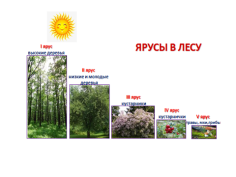 ЯРУСЫ В ЛЕСУ
I ярус
высокие деревья
II ярус
низкие и молодые
деревья
III ярус
кустарники
IV ярус
кустарнички
V ярус
травы, мхи, грибы